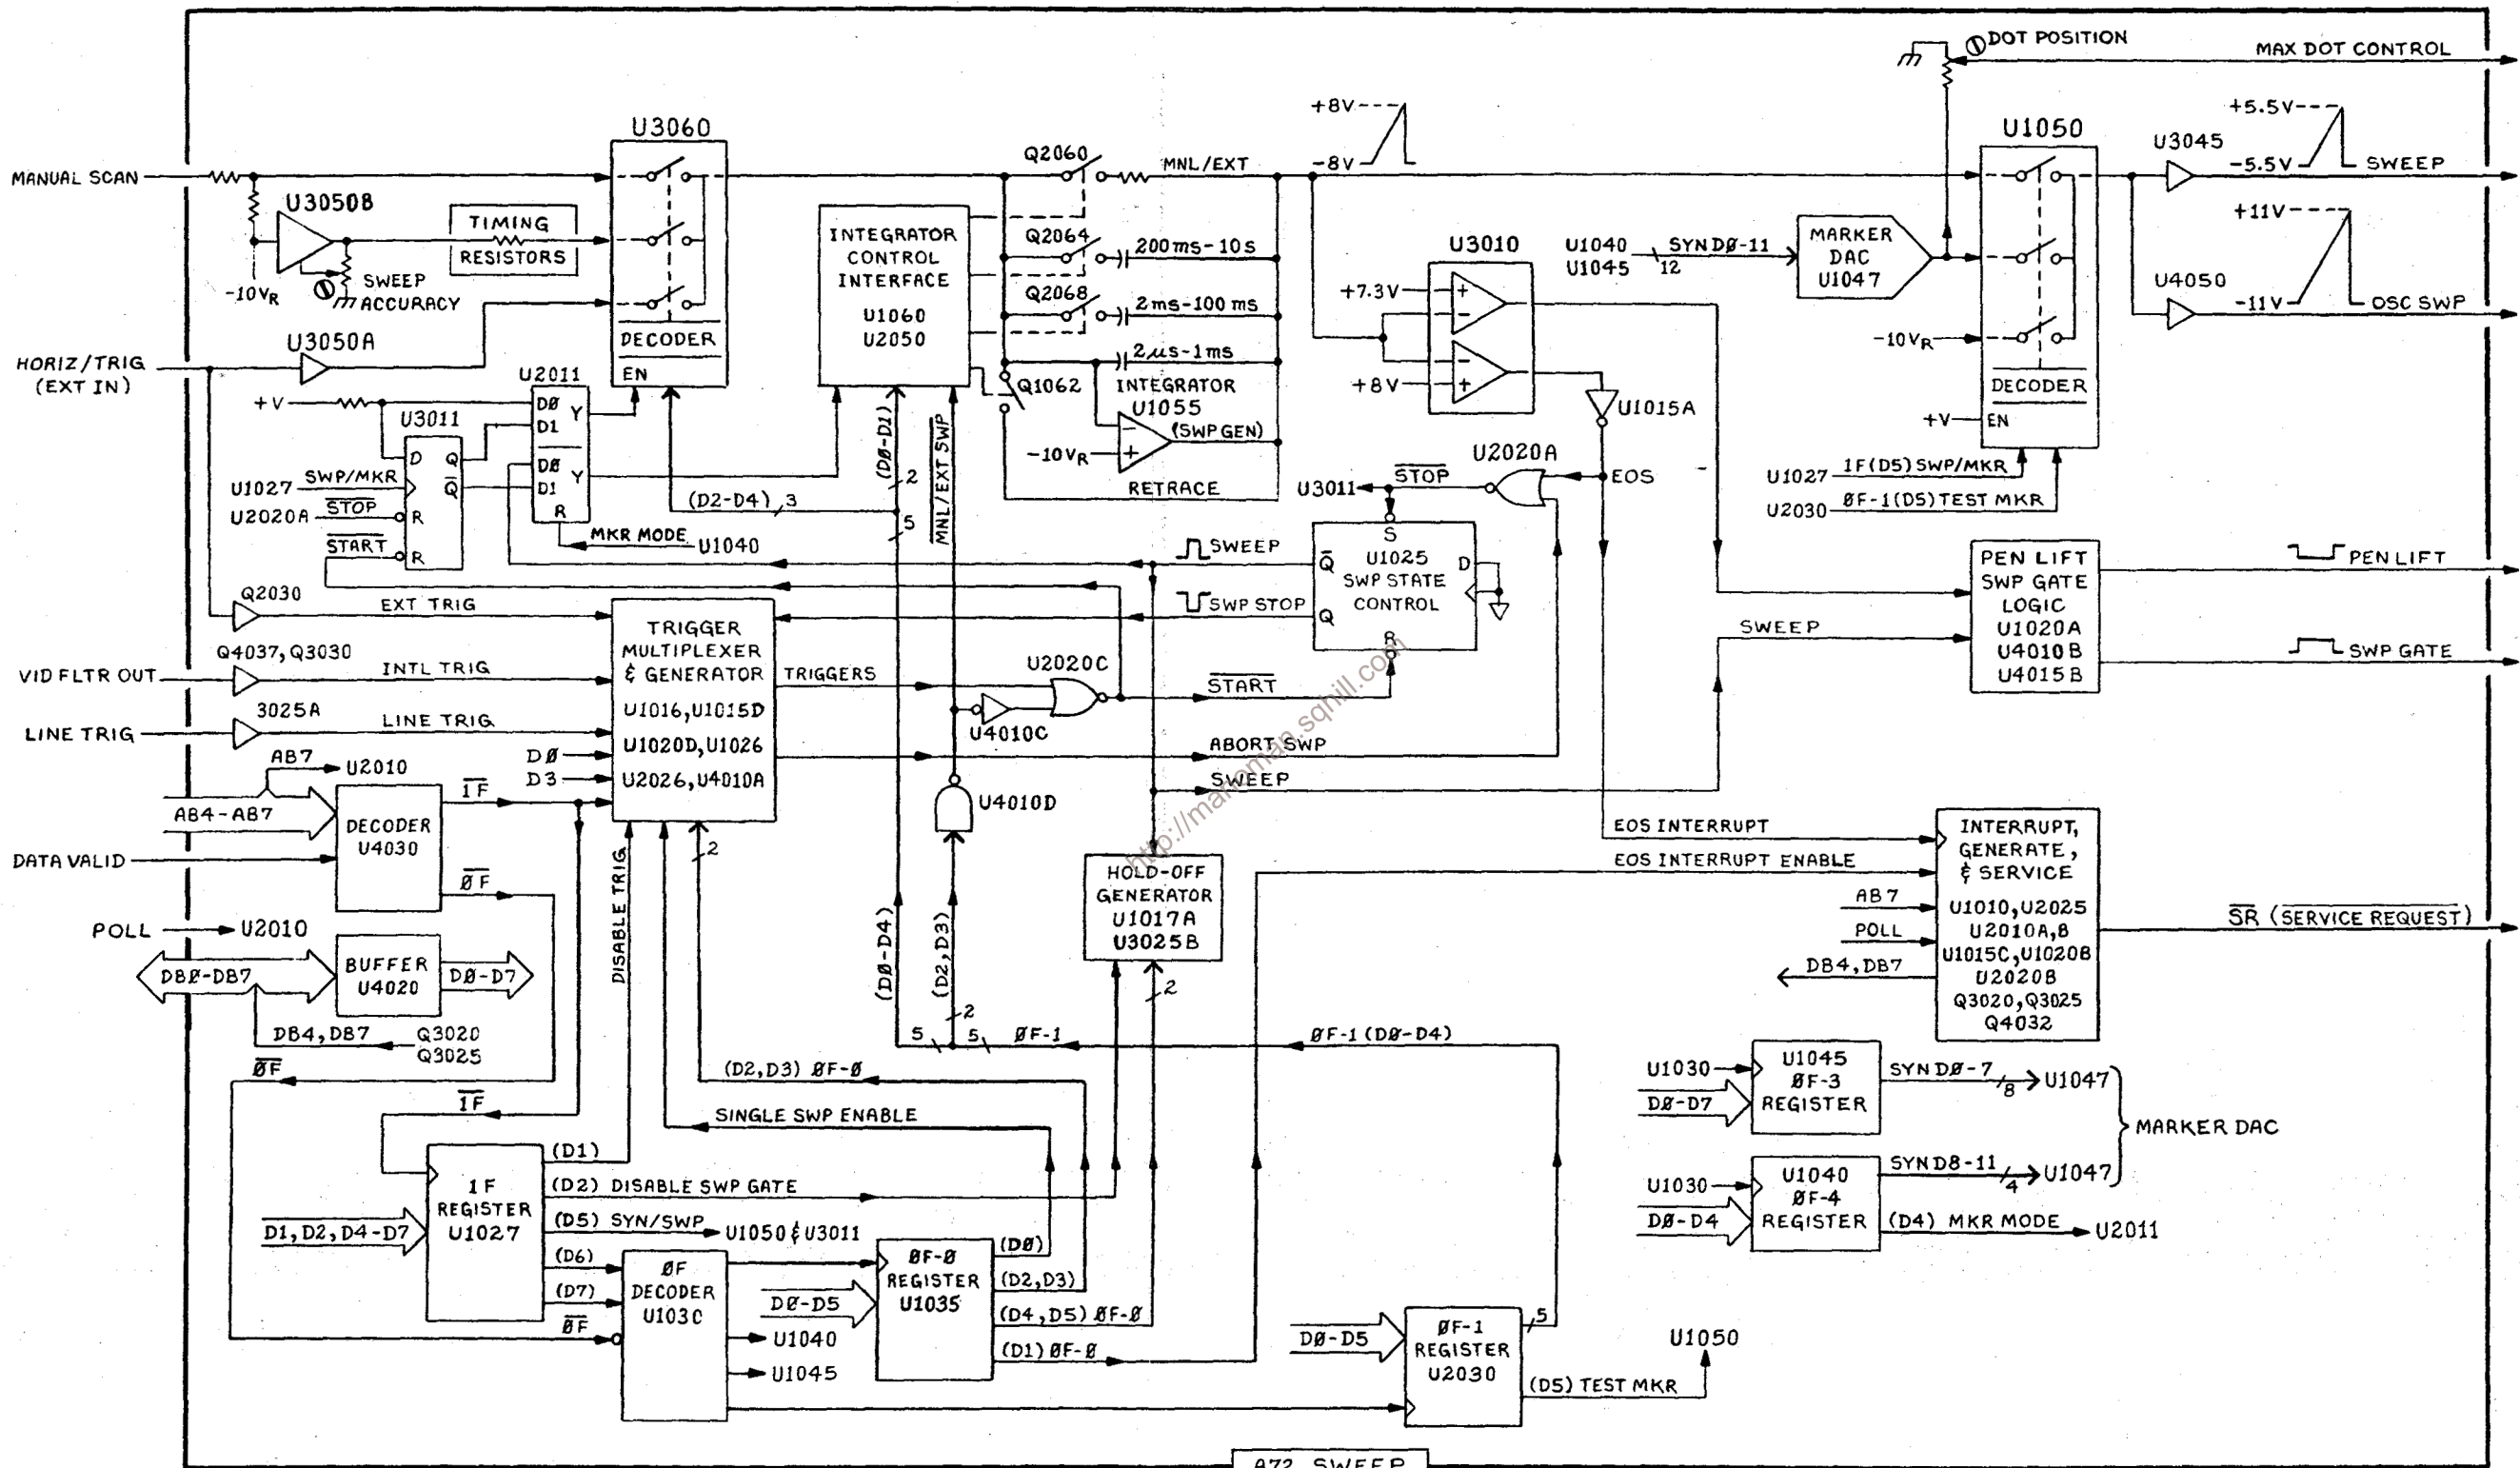 DOT POSITION
MAX DOT CONTROL
MANUAL SCAN
U3050B
-10VR
SWEEP
ACCURACY
TIMING
RESISTORS
U3060
DECODER
EN
HORIZ/TRIG
(EXT IN)
U3050A
+V
U3011
D
Q
Q̅
R
R
U1027
SWP/MKR
U2020A
S̅T̅O̅P̅
S̅T̅A̅R̅T̅
U2011
DØ
D1
Y
DØ
D1
Y
R
MKR MODE
U1040
(D2-D4)
3
INTEGRATOR
CONTROL
INTERFACE
U1060
U2050
(DØ-D1)
2
5
M̅N̅L̅/̅E̅X̅T̅ ̅S̅W̅P̅
Q2060
MNL/EXT
Q2064
200ms-10s
Q2068
2ms-100ms
2µs-1ms
Q1062
INTEGRATOR
U1055
(SWP GEN)
-10VR
RETRACE
+8V
-8V
U3010
+7.3V
+8V
U1015A
EOS
U2020A
S̅T̅O̅P̅
U3011
U1040
U1045
SYN DØ-11
12
MARKER
DAC
U1047
-10VR
U1050
DECODER
+V
EN
U1027
1F(D5) SWP/MKR
U2030
ØF-1(D5) TEST MKR
U3045
+5.5V
-5.5V
SWEEP
U4050
+11V
-11V
OSC SWP
S
Q̅
U1025
D
SWP STATE
CONTROL
Q
R
SWEEP
SWP STOP
Q2030
EXT TRIG
Q4037, Q3030
VID FLTR OUT
INTL TRIG
3025A
LINE TRIG
LINE TRIG
DØ
D3
TRIGGER
MULTIPLEXER
& GENERATOR
U1016, U1015D
U1020D, U1026
U2026, U4010A
TRIGGERS
U2020C
U4010C
S̅T̅A̅R̅T̅
ABORT SWP
SWEEP
U4010D
SWEEP
PEN LIFT
SWP GATE
LOGIC
U1020A
U4010B
U4015B
PEN LIFT
SWP GATE
AB7
U2010
AB4-AB7
DATA VALID
DECODER
U4030
1̅F̅
Ø̅F̅
POLL
U2010
DBØ-DB7
BUFFER
U4020
DØ-D7
DB4, DB7
Q3020
Q3025
Ø̅F̅
1̅F̅
DISABLE TRIG
2
(DØ-D4)
(D2, D3)
2
HOLD-OFF
GENERATOR
U1017A
U3025B
2
EOS INTERRUPT
EOS INTERRUPT ENABLE
AB7
POLL
DB4, DB7
INTERRUPT,
GENERATE,
& SERVICE
U1010, U2025
U2010A,B
U1015C, U1020B
U2020B
Q3020, Q3025
Q4032
S̅R̅ (S̅E̅R̅V̅I̅C̅E̅ ̅R̅E̅Q̅U̅E̅S̅T̅)
5
5
ØF-1
ØF-1 (DØ-D4)
(D2, D3) ØF-Ø
SINGLE SWP ENABLE
D1, D2, D4-D7
1F
REGISTER
U1027
(D1)
(D2) DISABLE SWP GATE
(D5) SYN/SWP
U1050 & U3011
(D6)
(D7)
Ø̅F̅
ØF
DECODER
U1030
U1040
U1045
DØ-D5
ØF-Ø
REGISTER
U1035
(DØ)
(D2, D3)
(D4, D5) ØF-Ø
(D1) ØF-Ø
DØ-D5
ØF-1
REGISTER
U2030
5
(D5) TEST MKR
U1050
U1030
DØ-D7
U1045
ØF-3
REGISTER
SYN DØ-7
8
U1047
U1030
DØ-D4
U1040
ØF-4
REGISTER
SYN D8-11
4
U1047
MARKER DAC
(D4) MKR MODE
U2011
A72 SWEEP